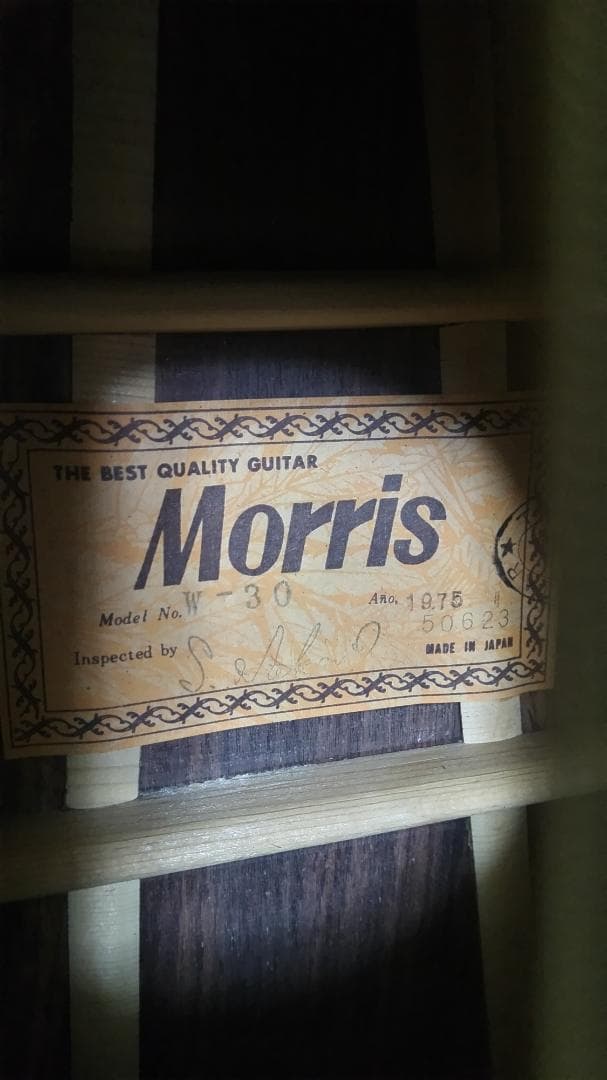 THE BEST QUALITY GUITAR
Morris
Model No. W-30 Año. 1975
50623
Inspected by
MADE IN JAPAN